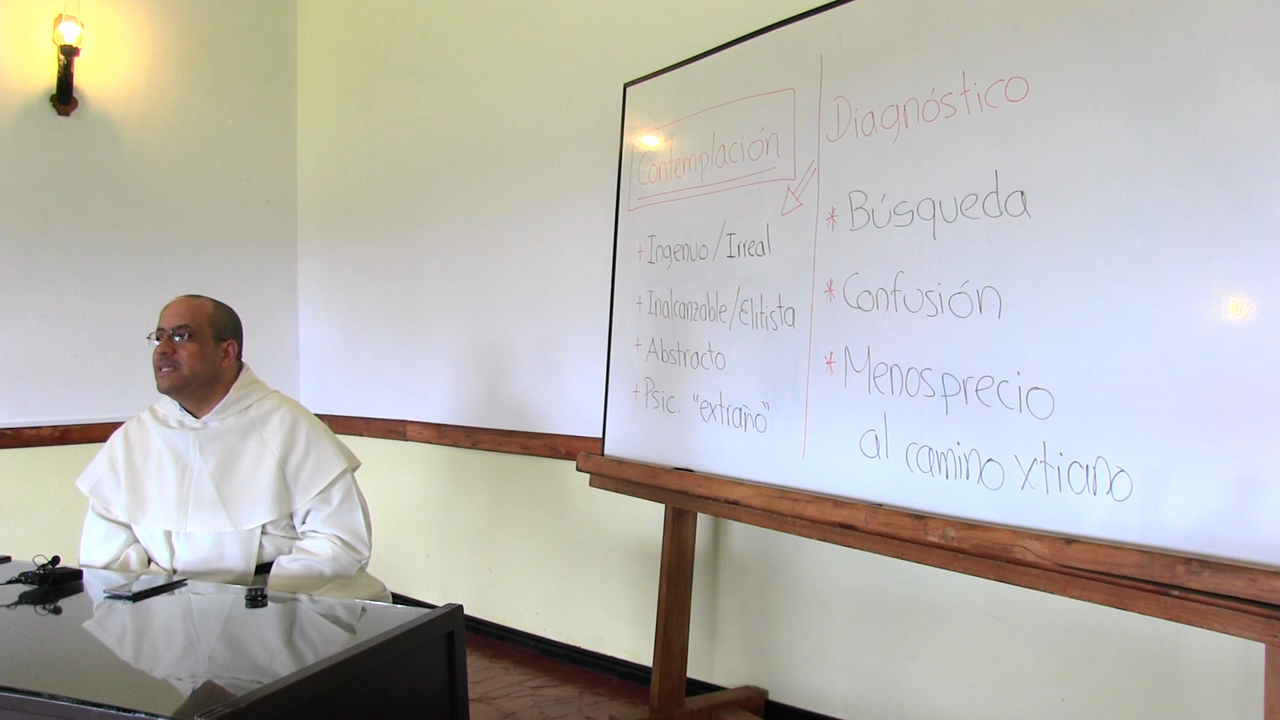 Contemplación
+ Ingenuo/Irreal
+ Inalcanzable/Elitista
+ Abstracto
+ Psic. "extraño"
Diagnóstico
* Búsqueda
* Confusión
* Menosprecio
al camino xtiano